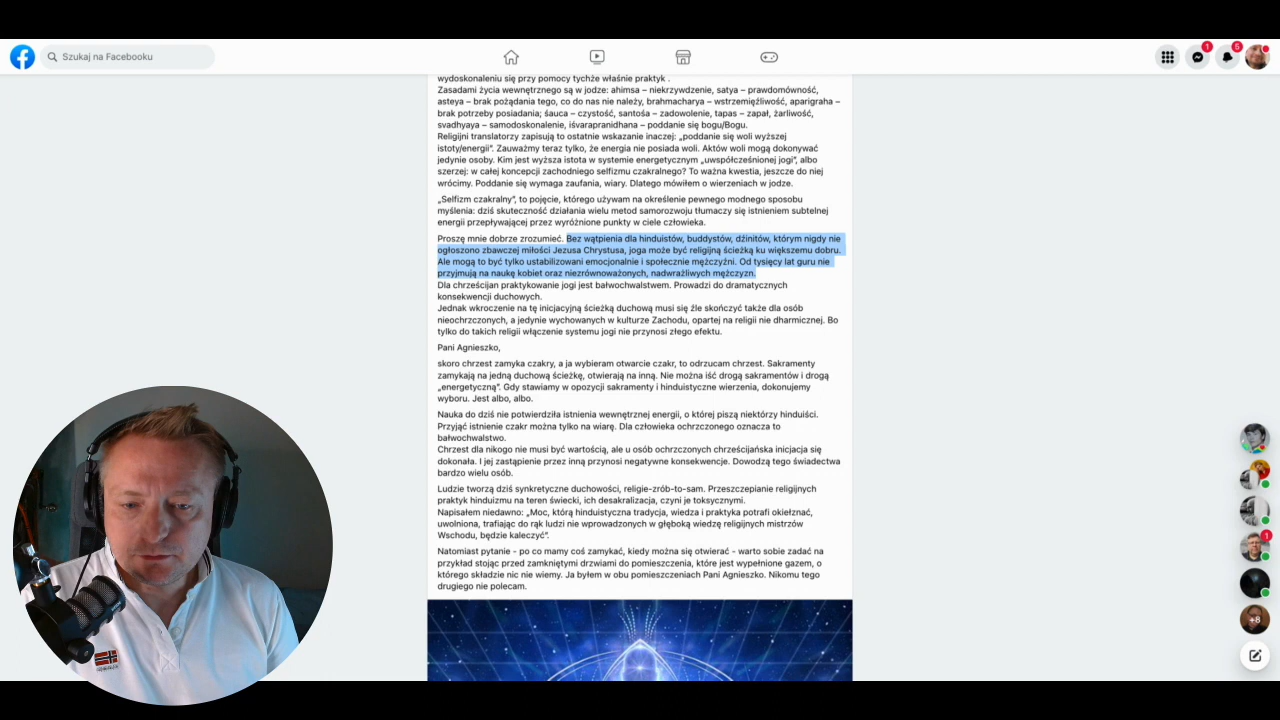 Szukaj na Facebooku
1
5
wydoskonaleniu się przy pomocy tychże właśnie praktyk .
Zasadami życia wewnętrznego są w jodze: ahimsa – niekrzywdzenie, satya – prawdomówność,
asteya – brak pożądania tego, co do nas nie należy, brahmacharya – wstrzemięźliwość, aparigraha –
brak potrzeby posiadania; śauca – czystość, santośa – zadowolenie, tapas – zapał, żarliwość,
svadhyaya – samodoskonalenie, iśvarapranidhana – poddanie się bogu/Bogu.
Religijni translatorzy zapisują to ostatnie wskazanie inaczej: „poddanie się woli wyższej
istoty/energii”. Zauważmy teraz tylko, że energia nie posiada woli. Aktów woli mogą dokonywać
jedynie osoby. Kim jest wyższa istota w systemie energetycznym „uwspółcześnionej jogi”, albo
szerzej: w całej koncepcji zachodniego selfizmu czakralnego? To ważna kwestia, jeszcze do niej
wrócimy. Poddanie się wymaga zaufania, wiary. Dlatego mówiłem o wierzeniach w jodze.
„Selfizm czakralny”, to pojęcie, którego używam na określenie pewnego modnego sposobu
myślenia: dziś skuteczność działania wielu metod samorozwoju tłumaczy się istnieniem subtelnej
energii przepływającej przez wyróżnione punkty w ciele człowieka.
Proszę mnie dobrze zrozumieć. Bez wątpienia dla hinduistów, buddystów, dżinitów, którym nigdy nie
ogłoszono zbawczej miłości Jezusa Chrystusa, joga może być religijną ścieżką ku większemu dobru.
Ale mogą to być tylko ustabilizowani emocjonalnie i społecznie mężczyźni. Od tysięcy lat guru nie
przyjmują na naukę kobiet oraz niezrównoważonych, nadwrażliwych mężczyzn.
Dla chrześcijan praktykowanie jogi jest bałwochwalstwem. Prowadzi do dramatycznych
konsekwencji duchowych.
Jednak wkroczenie na tę inicjacyjną ścieżką duchową musi się źle skończyć także dla osób
nieochrzczonych, a jedynie wychowanych w kulturze Zachodu, opartej na religii nie dharmicznej. Bo
tylko do takich religii włączenie systemu jogi nie przynosi złego efektu.
Pani Agnieszko,
skoro chrzest zamyka czakry, a ja wybieram otwarcie czakr, to odrzucam chrzest. Sakramenty
zamykają na jedną duchową ścieżkę, otwierają na inną. Nie można iść drogą sakramentów i drogą
„energetyczną”. Gdy stawiamy w opozycji sakramenty i hinduistyczne wierzenia, dokonujemy
wyboru. Jest albo, albo.
Nauka do dziś nie potwierdziła istnienia wewnętrznej energii, o której piszą niektórzy hinduiści.
Przyjąć istnienie czakr można tylko na wiarę. Dla człowieka ochrzczonego oznacza to
bałwochwalstwo.
Chrzest dla nikogo nie musi być wartością, ale u osób ochrzczonych chrześcijańska inicjacja się
dokonała. I jej zastąpienie przez inną przynosi negatywne konsekwencje. Dowodzą tego świadectwa
bardzo wielu osób.
Ludzie tworzą dziś synkretyczne duchowości, religie-zrób-to-sam. Przeszczepianie religijnych
praktyk hinduizmu na teren świecki, ich desakralizacja, czyni je toksycznymi.
Napisałem niedawno: „Moc, którą hinduistyczna tradycja, wiedza i praktyka potrafi okiełznać,
uwolniona, trafiając do rąk ludzi nie wprowadzonych w głęboką wiedzę religijnych mistrzów
Wschodu, będzie kaleczyć”.
Natomiast pytanie - po co mamy coś zamykać, kiedy można się otwierać - warto sobie zadać na
przykład stojąc przed zamkniętymi drzwiami do pomieszczenia, które jest wypełnione gazem, o
którego składzie nic nie wiemy. Ja byłem w obu pomieszczeniach Pani Agnieszko. Nikomu tego
drugiego nie polecam.
1
+8